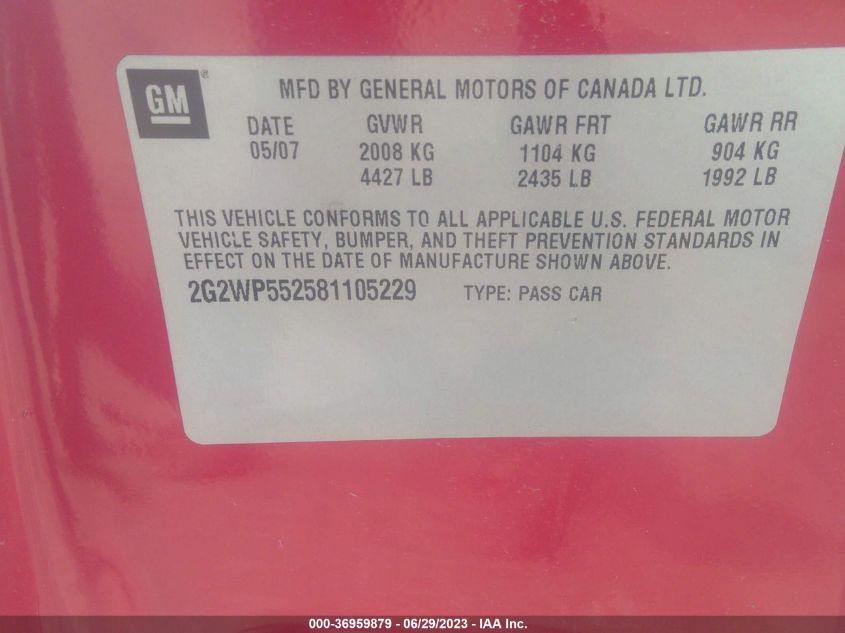 GM®
MFD BY GENERAL MOTORS OF CANADA LTD.
DATE GVWR GAWR FRT GAWR RR
05/07 2008 KG 1104 KG 904 KG
4427 LB 2435 LB 1992 LB
THIS VEHICLE CONFORMS TO ALL APPLICABLE U.S. FEDERAL MOTOR
VEHICLE SAFETY, BUMPER, AND THEFT PREVENTION STANDARDS IN
EFFECT ON THE DATE OF MANUFACTURE SHOWN ABOVE.
2G2WP552581105229 TYPE: PASS CAR
000-36959879 - 06/29/2023 - IAA Inc.